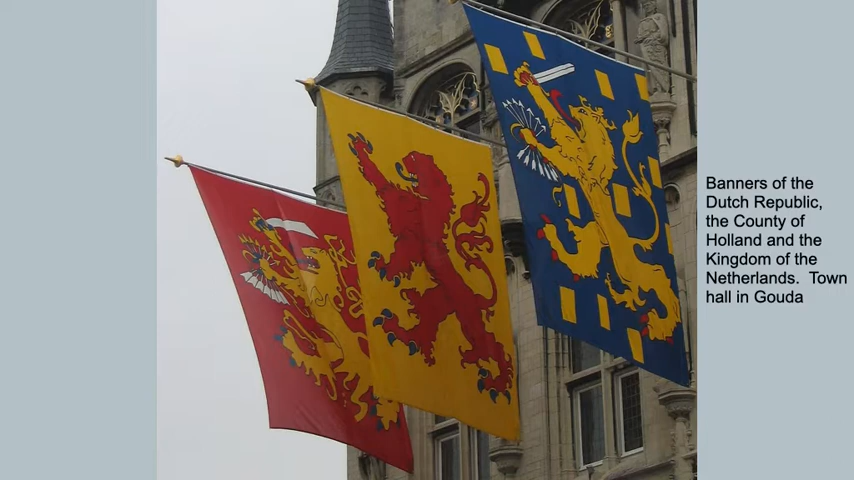 Banners of the
Dutch Republic,
the County of
Holland and the
Kingdom of the
Netherlands.  Town
hall in Gouda